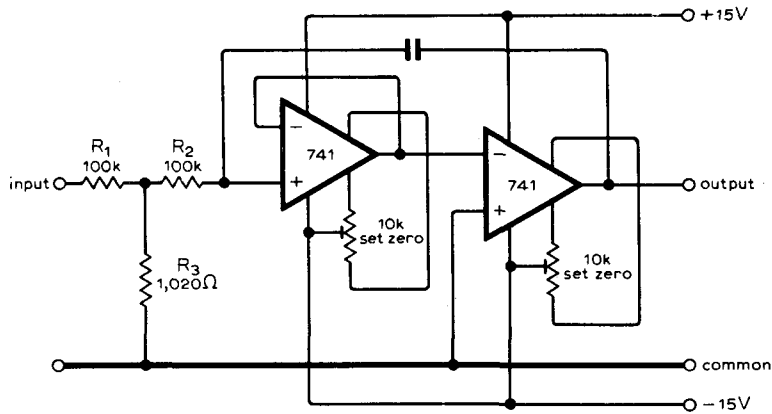 +15V
R1
100k
R2
100k
−
741
+
−
741
+
input
output
10k
set zero
10k
set zero
R3
1,020Ω
common
−15V